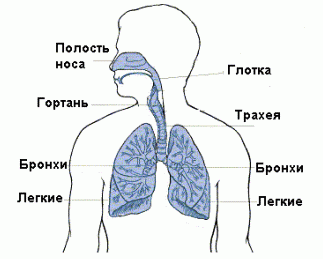 Полость
носа
Глотка
Гортань
Трахея
Бронхи
Бронхи
Легкие
Легкие